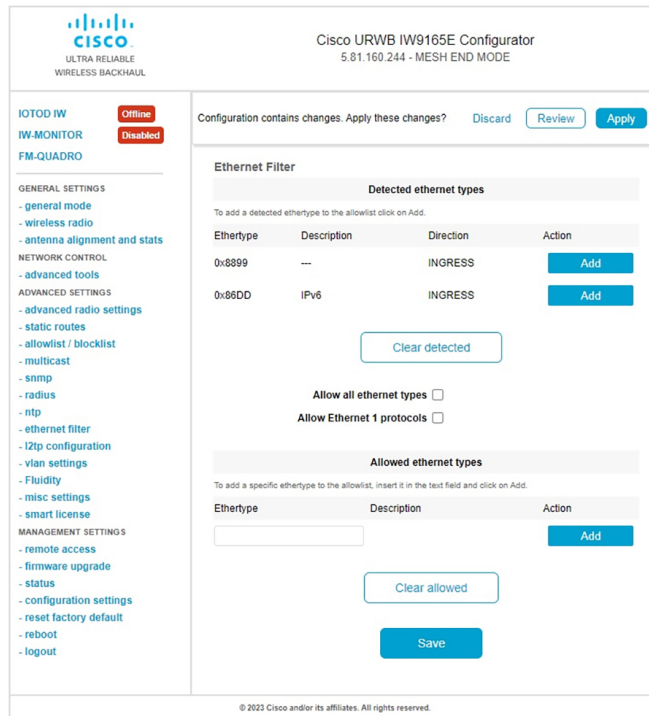 CISCO
ULTRA RELIABLE
WIRELESS BACKHAUL
Cisco URWB IW9165E Configurator
5.81.160.244 - MESH END MODE
IOTOD IW Offline
IW-MONITOR Disabled
FM-QUADRO
GENERAL SETTINGS
- general mode
- wireless radio
- antenna alignment and stats
NETWORK CONTROL
- advanced tools
ADVANCED SETTINGS
- advanced radio settings
- static routes
- allowlist / blocklist
- multicast
- snmp
- radius
- ntp
- ethernet filter
- l2tp configuration
- vlan settings
- Fluidity
- misc settings
- smart license
MANAGEMENT SETTINGS
- remote access
- firmware upgrade
- status
- configuration settings
- reset factory default
- reboot
- logout
Configuration contains changes. Apply these changes? Discard Review Apply
Ethernet Filter
Detected ethernet types
To add a detected ethertype to the allowlist click on Add.
Ethertype Description Direction Action
0x8899 --- INGRESS Add
0x86DD IPv6 INGRESS Add
Clear detected
Allow all ethernet types
Allow Ethernet 1 protocols
Allowed ethernet types
To add a specific ethertype to the allowlist, insert it in the text field and click on Add.
Ethertype Description Action
Add
Clear allowed
Save
© 2023 Cisco and/or its affiliates. All rights reserved.